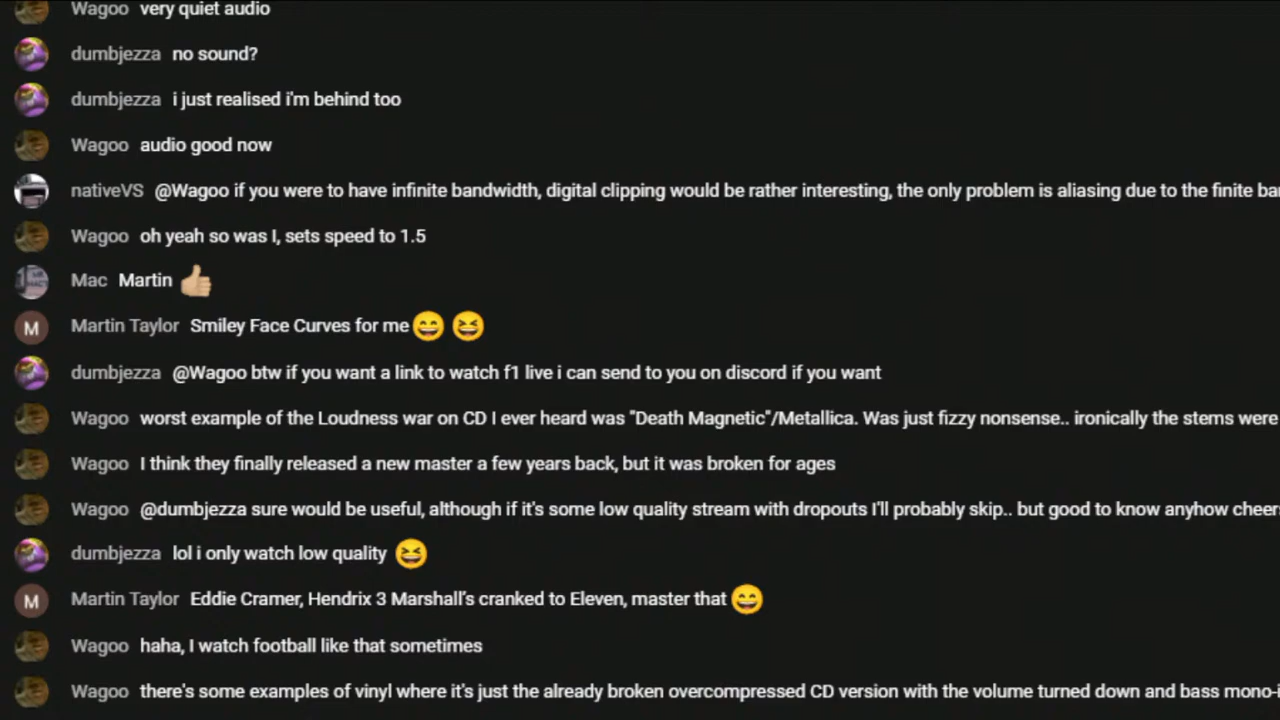 Wagoo very quiet audio
dumbjezza no sound?
dumbjezza i just realised i'm behind too
Wagoo audio good now
nativeVS @Wagoo if you were to have infinite bandwidth, digital clipping would be rather interesting, the only problem is aliasing due to the finite
Wagoo oh yeah so was I, sets speed to 1.5
Mac Martin 👍🏼
Martin Taylor Smiley Face Curves for me 😄 😆
dumbjezza @Wagoo btw if you want a link to watch f1 live i can send to you on discord if you want
Wagoo worst example of the Loudness war on CD I ever heard was "Death Magnetic"/Metallica. Was just fizzy nonsense.. ironically the stems were
Wagoo I think they finally released a new master a few years back, but it was broken for ages
Wagoo @dumbjezza sure would be useful, although if it's some low quality stream with dropouts I'll probably skip.. but good to know anyhow
dumbjezza lol i only watch low quality 😆
M Martin Taylor Eddie Cramer, Hendrix 3 Marshall's cranked to Eleven, master that 😄
Wagoo haha, I watch football like that sometimes
Wagoo there's some examples of vinyl where it's just the already broken overcompressed CD version with the volume turned down and bass